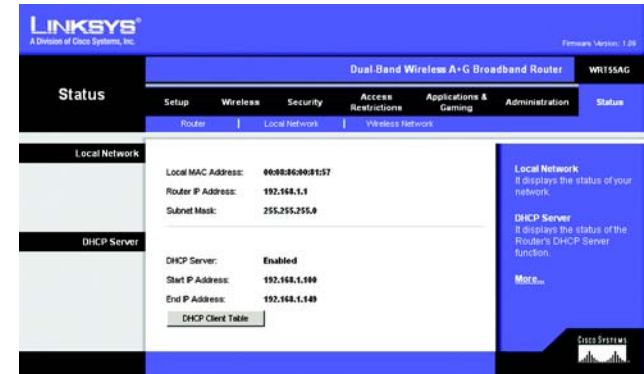 LINKSYS®
A Division of Cisco Systems, Inc.
Firmware Version: 1.09
Dual-Band Wireless A+G Broadband Router WRT55AG
Status
Setup Wireless Security Access Restrictions Applications & Gaming Administration Status
Router | Local Network | Wireless Network
Local Network
Local MAC Address: 00:08:86:00:81:57
Router IP Address: 192.168.1.1
Subnet Mask: 255.255.255.0
DHCP Server
DHCP Server: Enabled
Start IP Address: 192.168.1.100
End IP Address: 192.168.1.149
DHCP Client Table
Local Network
It displays the status of your
network.
DHCP Server
It displays the status of the
Router's DHCP Server
function.
More...
CISCO SYSTEMS